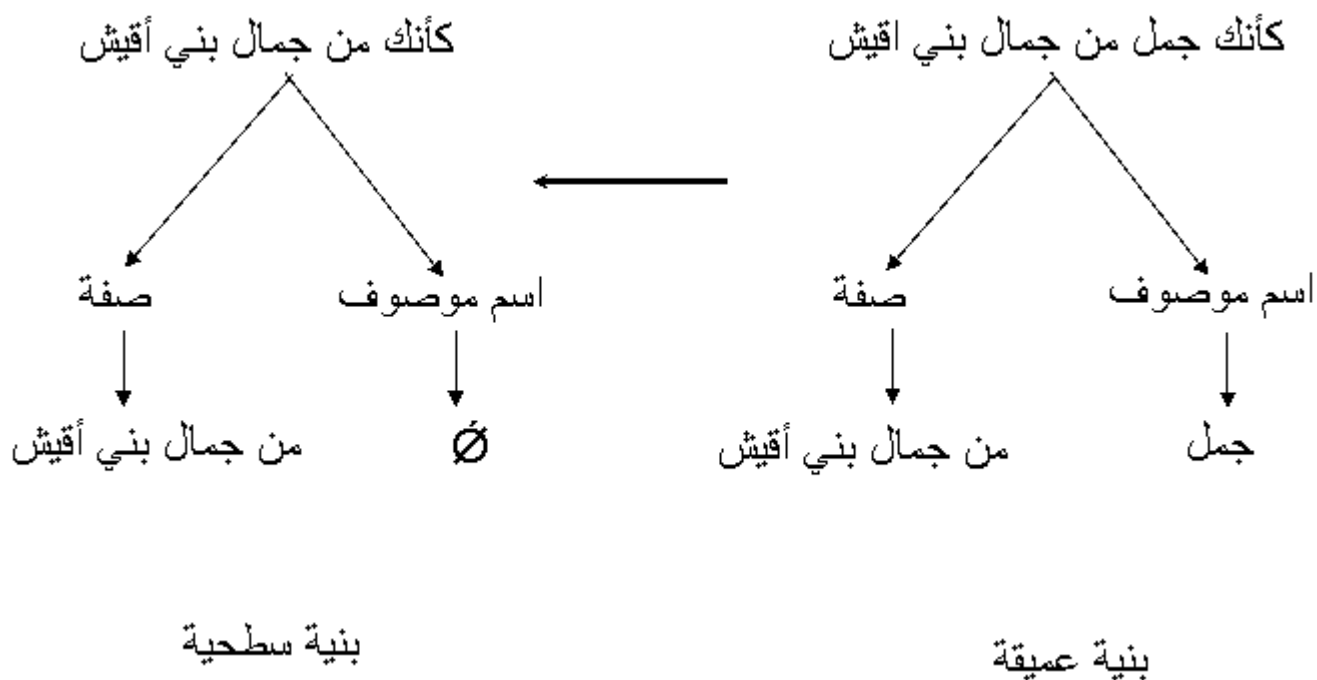 كأنك جمل من جمال بني اقيش
كأنك من جمال بني أقيش
اسم موصوف
صفة
اسم موصوف
صفة
جمل
من جمال بني أقيش
Ø
من جمال بني أقيش
بنية عميقة
بنية سطحية